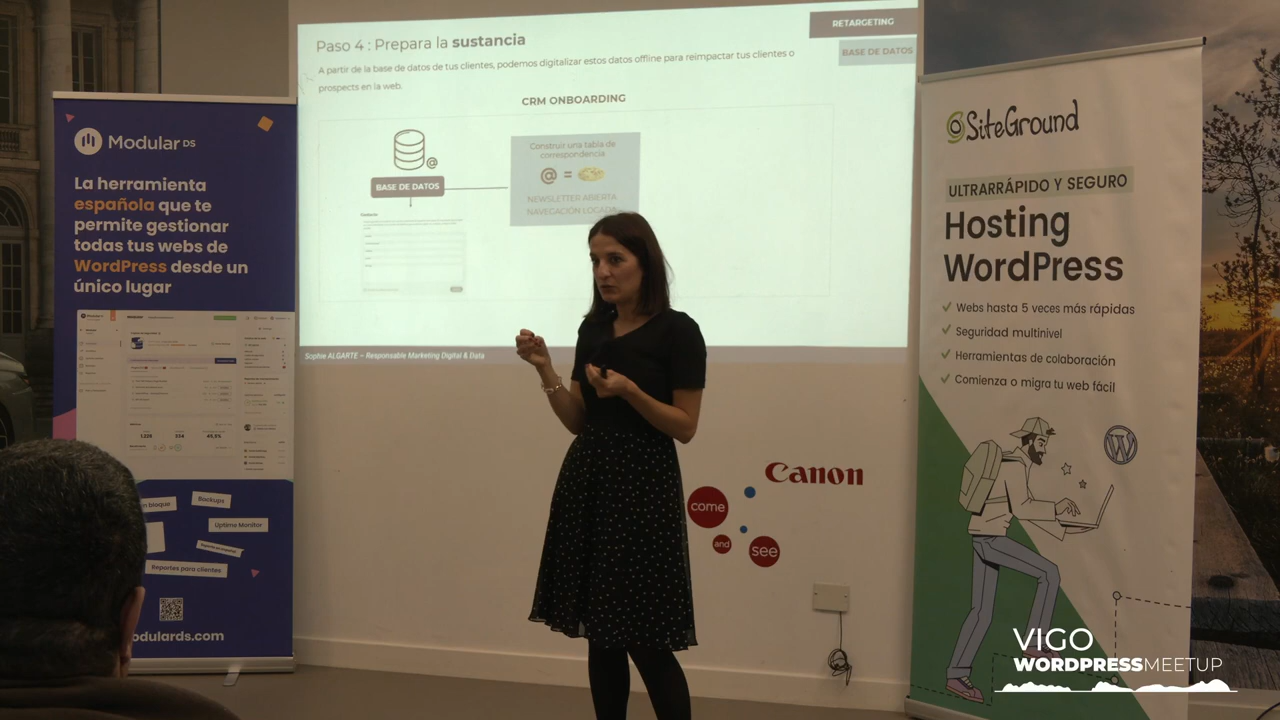 RETARGETING
BASE DE DATOS
Paso 4 : Prepara la sustancia
A partir de la base de datos de tus clientes, podemos digitalizar estos datos offline para reimpactar tus clientes o
prospects en la web.
CRM ONBOARDING
@
BASE DE DATOS
Construir una tabla de
correspondencia
@ =
NEWSLETTER ABIERTA
NAVEGACIÓN
Sophie ALGARTE – Responsable Marketing Digital & Data
Modular DS
La herramienta
española que te
permite gestionar
todas tus webs de
WordPress desde un
único lugar
bloque
Backups
Uptime Monitor
Reportes para clientes
odulards.com
Canon
come
and
see
SiteGround
ULTRARRÁPIDO Y SEGURO
Hosting
WordPress
Webs hasta 5 veces más rápidas
Seguridad multinivel
Herramientas de colaboración
Comienza o migra tu web fácil
VIGO
WORDPRESSMEETUP